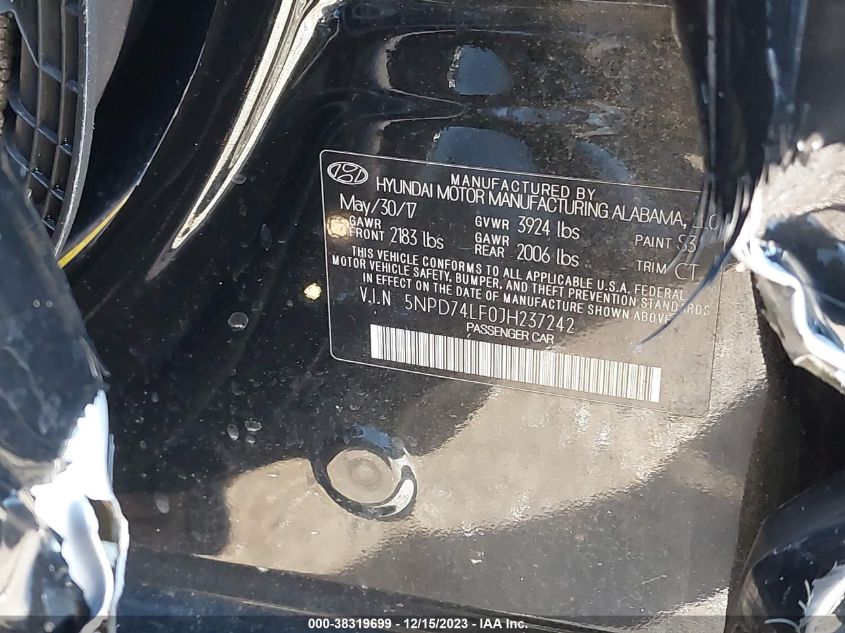 MANUFACTURED BY
HYUNDAI MOTOR MANUFACTURING ALABAMA, LLC
May/30/17 GVWR 3924 lbs PAINT S3
GAWR FRONT 2183 lbs GAWR REAR 2006 lbs TRIM CT
THIS VEHICLE CONFORMS TO ALL APPLICABLE U.S.A. FEDERAL
MOTOR VEHICLE SAFETY, BUMPER, AND THEFT PREVENTION STANDARDS
IN EFFECT ON THE DATE OF MANUFACTURE SHOWN ABOVE
V.I.N 5NPD74LF0JH237242
PASSENGER CAR
000-38319699 - 12/15/2023 - IAA Inc.